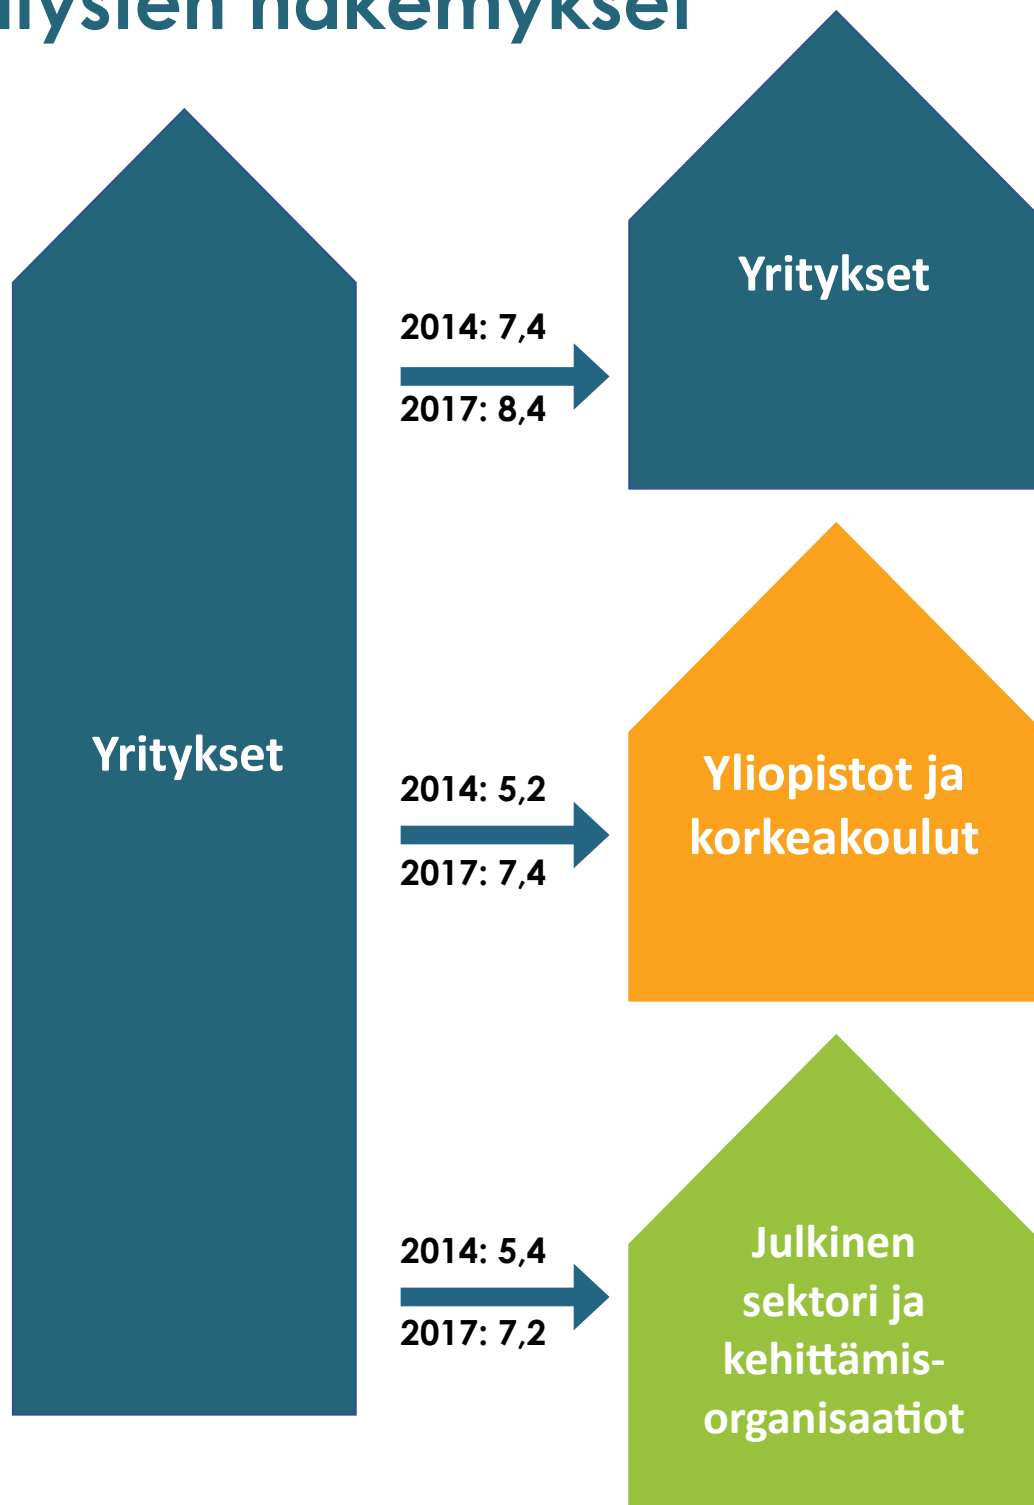 näkemykset
Yritykset
2014: 7,4
2017: 8,4
Yritykset
2014: 5,2
2017: 7,4
Yliopistot ja
korkeakoulut
2014: 5,4
2017: 7,2
Julkinen
sektori ja
kehittämis-
organisaatiot